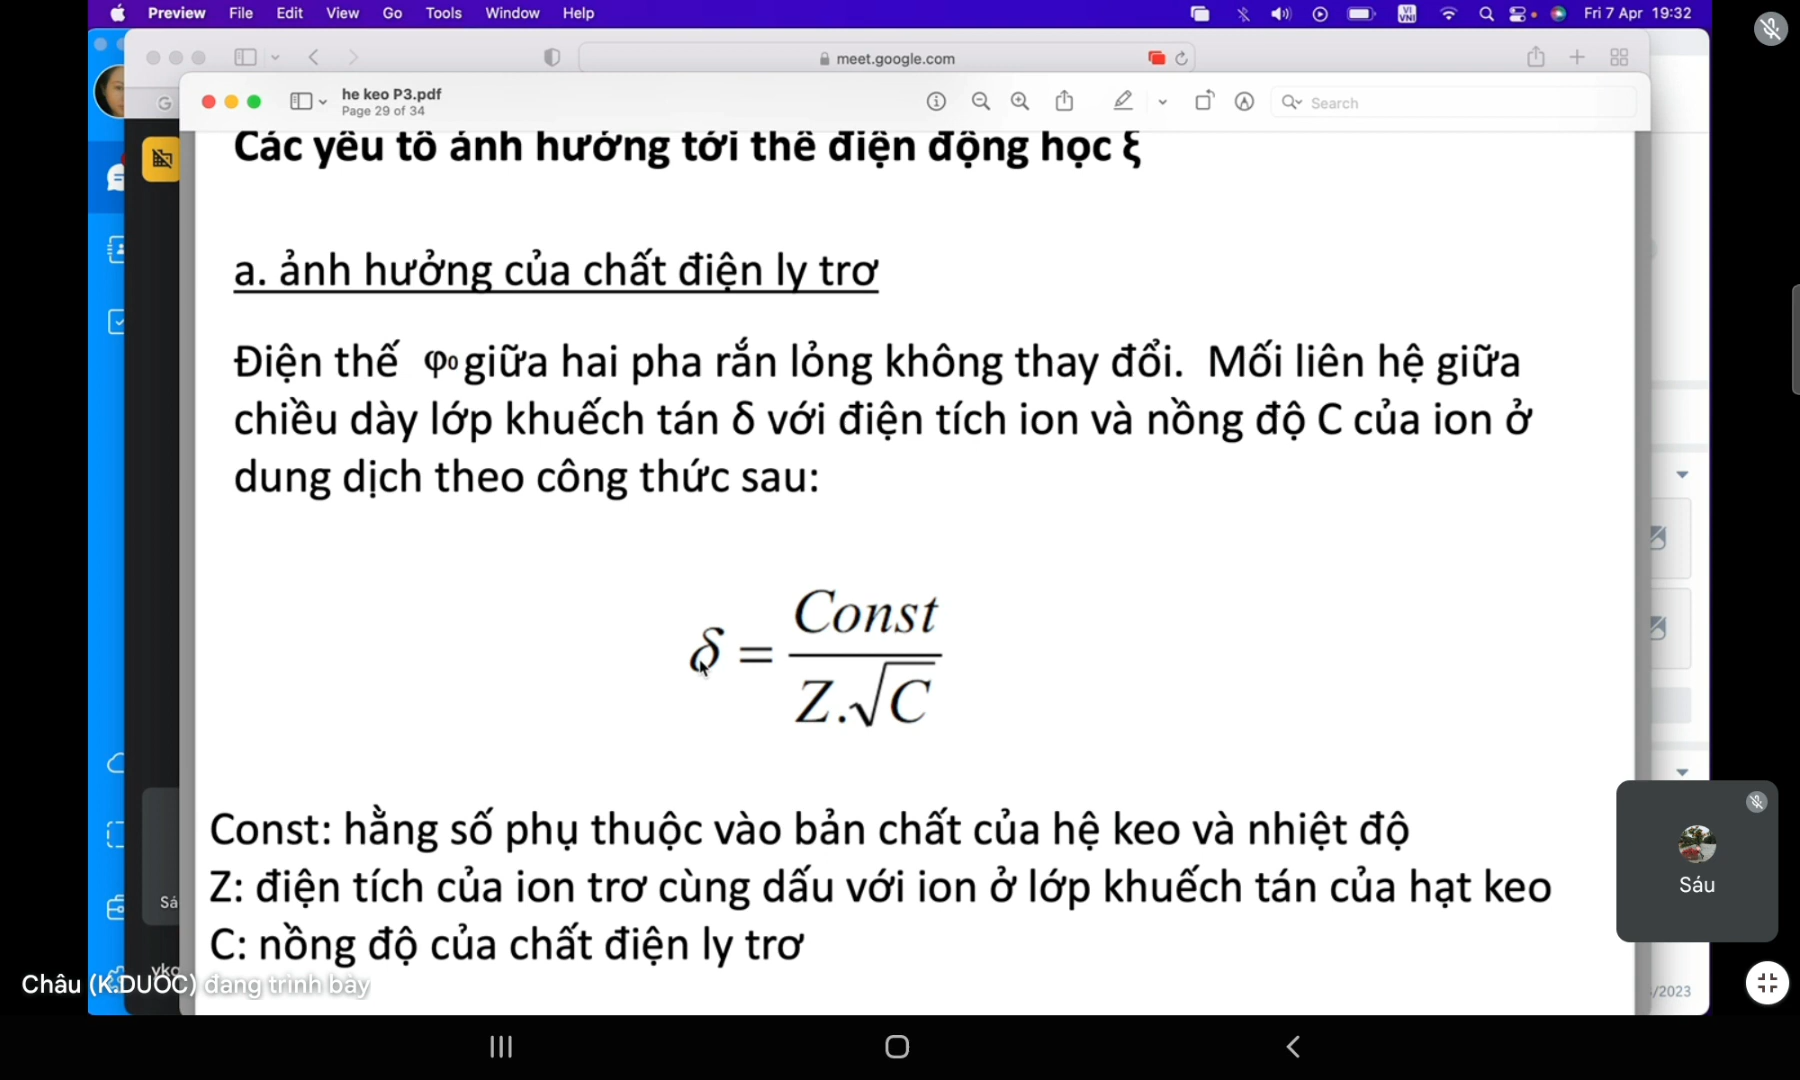 Preview File Edit View Go Tools Window Help
VI
VNI
Fri 7 Apr 19:32
meet.google.com
G
he keo P3.pdf
Page 29 of 34
Search
Các yếu tố ảnh hưởng tới thế điện động học ξ
a. ảnh hưởng của chất điện ly trơ
Điện thế φ₀ giữa hai pha rắn lỏng không thay đổi. Mối liên hệ giữa
chiều dày lớp khuếch tán δ với điện tích ion và nồng độ C của ion ở
dung dịch theo công thức sau:
δ = Const / Z.√C
Const: hằng số phụ thuộc vào bản chất của hệ keo và nhiệt độ
Z: điện tích của ion trơ cùng dấu với ion ở lớp khuếch tán của hạt keo
C: nồng độ của chất điện ly trơ
Sáu
Châu (K.DUOC) đang trình bày
/2023